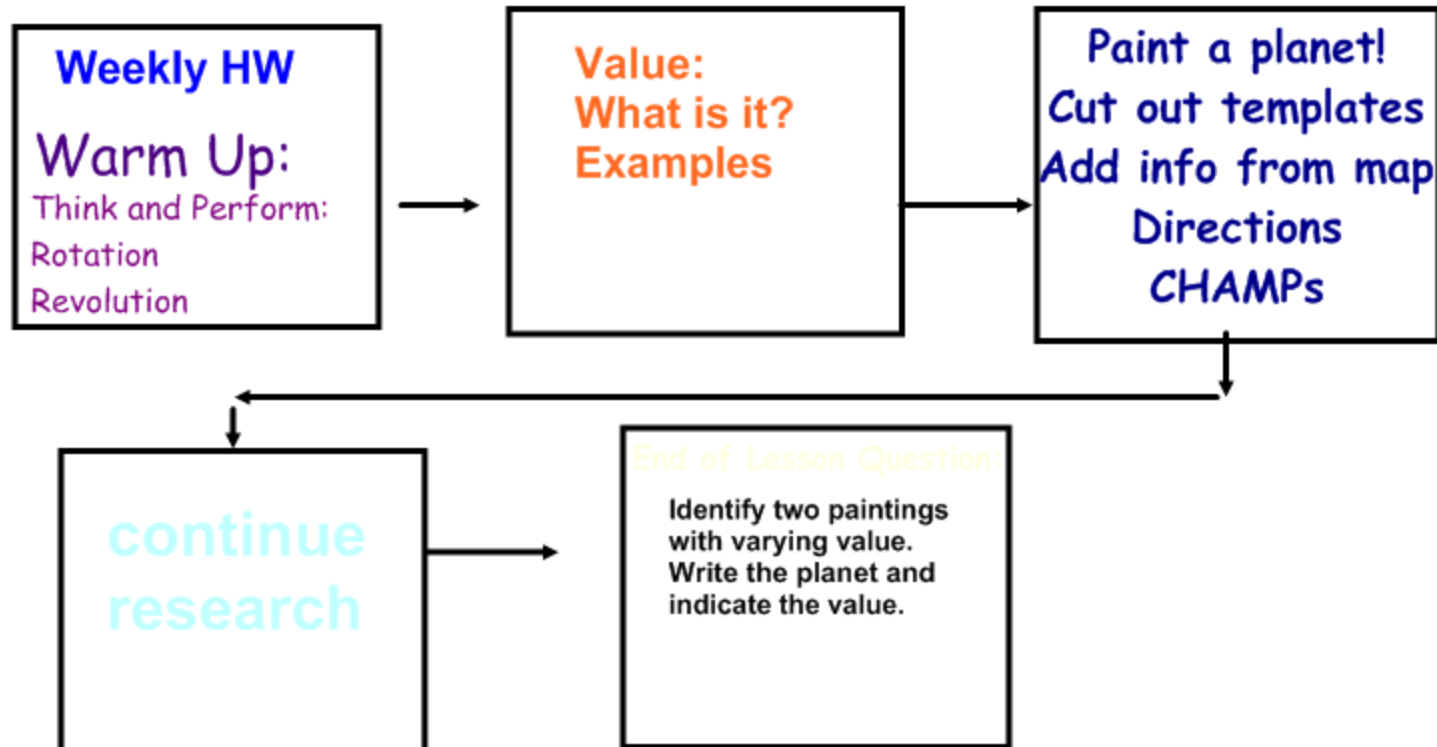 Weekly HW
Warm Up:
Think and Perform:
Rotation
Revolution
Value:
What is it?
Examples
Paint a planet!
Cut out templates
Add info from map
Directions
CHAMPs
continue
research
End of Lesson Question:
Identify two paintings
with varying value.
Write the planet and
indicate the value.